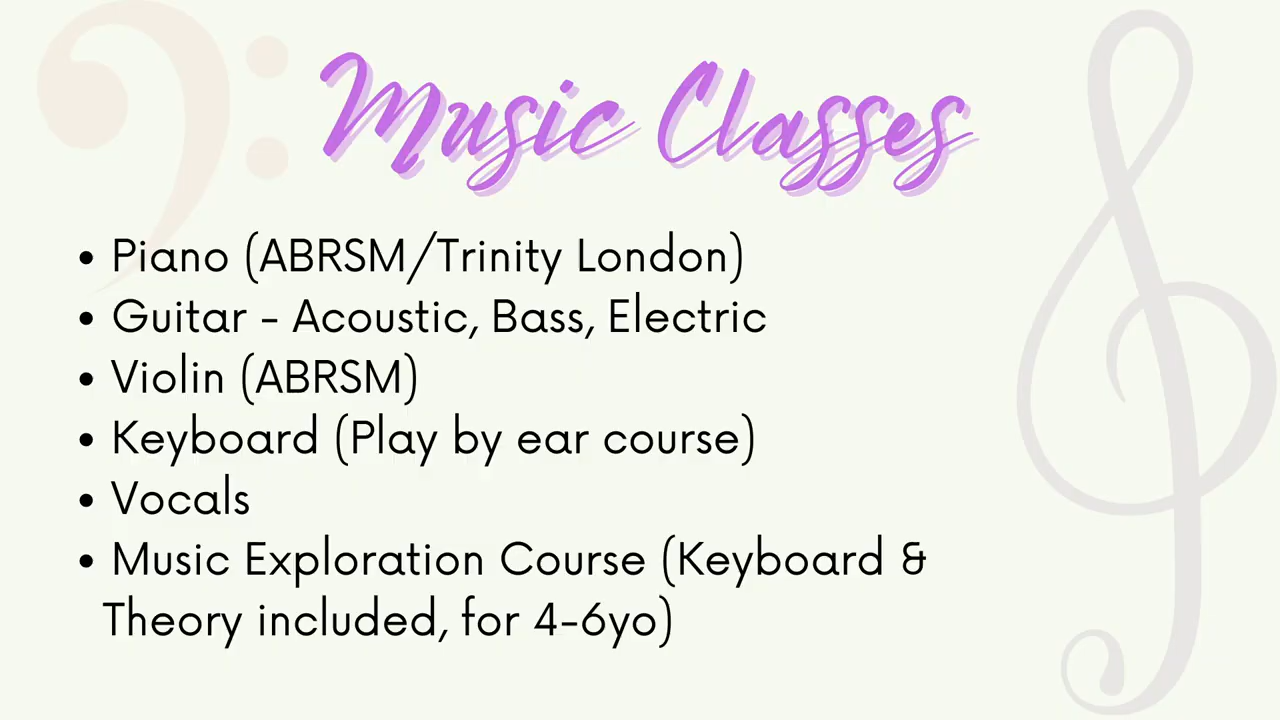 Music Classes
• Piano (ABRSM/Trinity London)
• Guitar - Acoustic, Bass, Electric
• Violin (ABRSM)
• Keyboard (Play by ear course)
• Vocals
• Music Exploration Course (Keyboard &
Theory included, for 4-6yo)